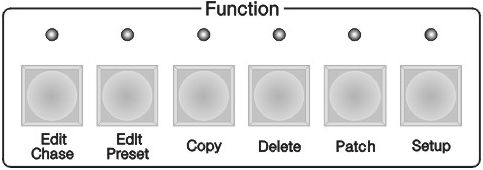 Function
Edit Chase
Edit Preset
Copy
Delete
Patch
Setup